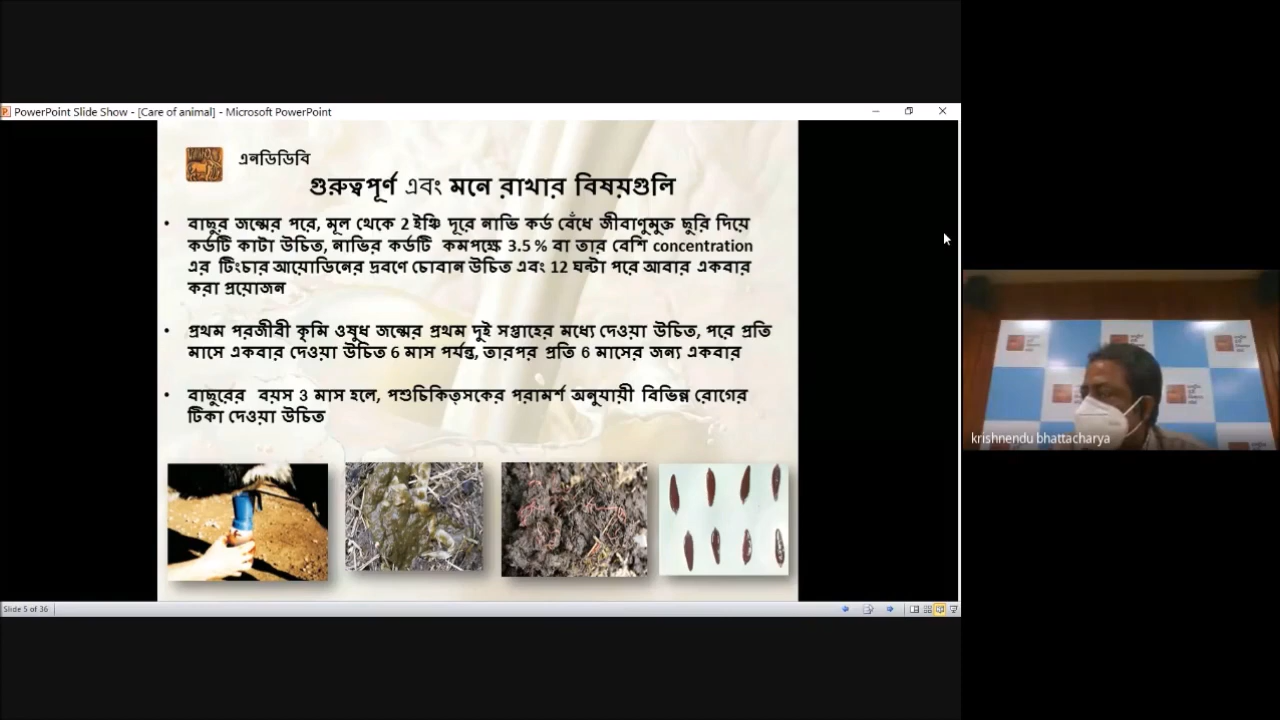 PowerPoint Slide Show - [Care of animal] - Microsoft PowerPoint
এনডিডিবি
গুরুত্বপূর্ণ এবং মনে রাখার বিষয়গুলি
• বাছুর জন্মের পরে, মূল থেকে 2 ইঞ্চি দূরে নাভি কর্ড বেঁধে জীবাণুমুক্ত ছুরি দিয়ে
কর্ডটি কাটা উচিত, নাভির কর্ডটি কমপক্ষে 3.5 % বা তার বেশি concentration
এর টিংচার আয়োডিনের দ্রবণে চোবান উচিত এবং 12 ঘন্টা পরে আবার একবার
করা প্রয়োজন
• প্রথম পরজীবী কৃমি ওষুধ জন্মের প্রথম দুই সপ্তাহের মধ্যে দেওয়া উচিত, পরে প্রতি
মাসে একবার দেওয়া উচিত 6 মাস পর্যন্ত, তারপর প্রতি 6 মাসের জন্য একবার
• বাছুরের বয়স 3 মাস হলে, পশুচিকিত্সকের পরামর্শ অনুযায়ী বিভিন্ন রোগের
টিকা দেওয়া উচিত
Slide 5 of 36
krishnendu bhattacharya